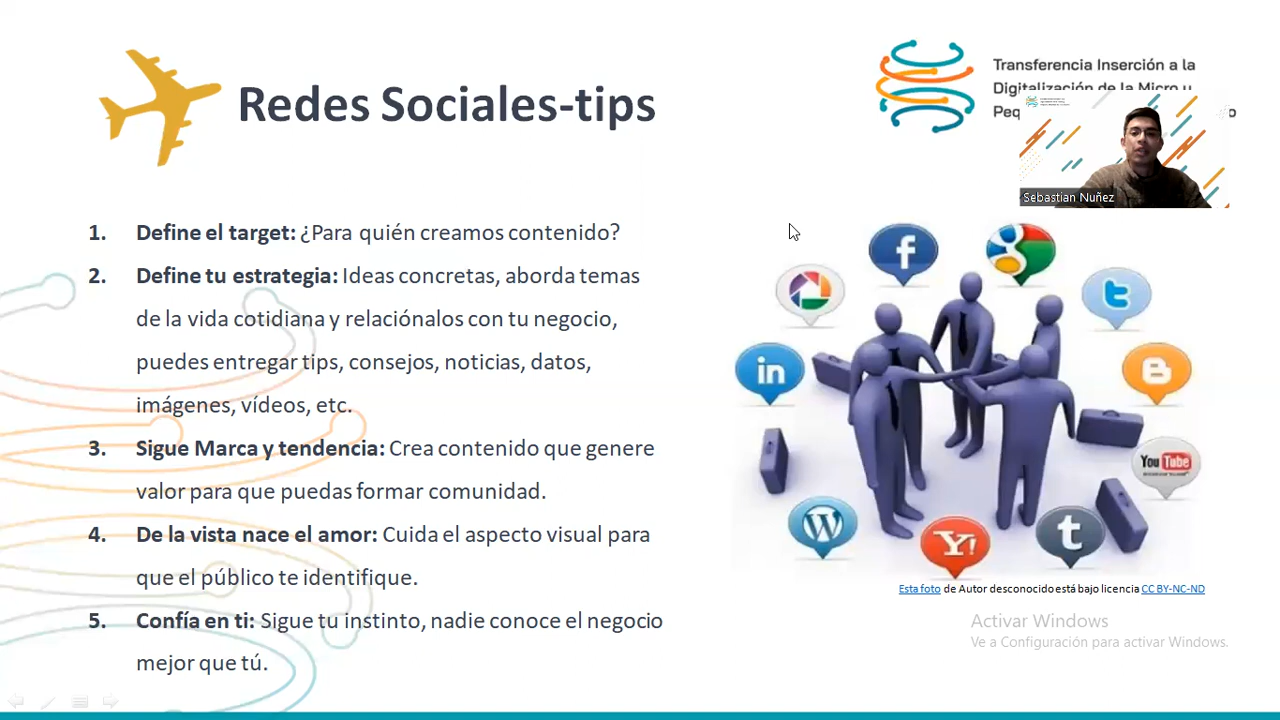 Redes Sociales-tips
Transferencia Inserción a la
Digitalización de la Micro y
Sebastian Nuñez
1. Define el target: ¿Para quién creamos contenido?
2. Define tu estrategia: Ideas concretas, aborda temas
de la vida cotidiana y relaciónalos con tu negocio,
puedes entregar tips, consejos, noticias, datos,
imágenes, vídeos, etc.
3. Sigue Marca y tendencia: Crea contenido que genere
valor para que puedas formar comunidad.
4. De la vista nace el amor: Cuida el aspecto visual para
que el público te identifique.
5. Confía en ti: Sigue tu instinto, nadie conoce el negocio
mejor que tú.
f
g
t
in
B
You Tube
W
Y!
t
Esta foto de Autor desconocido está bajo licencia CC BY-NC-ND
Activar Windows
Ve a Configuración para activar Windows.